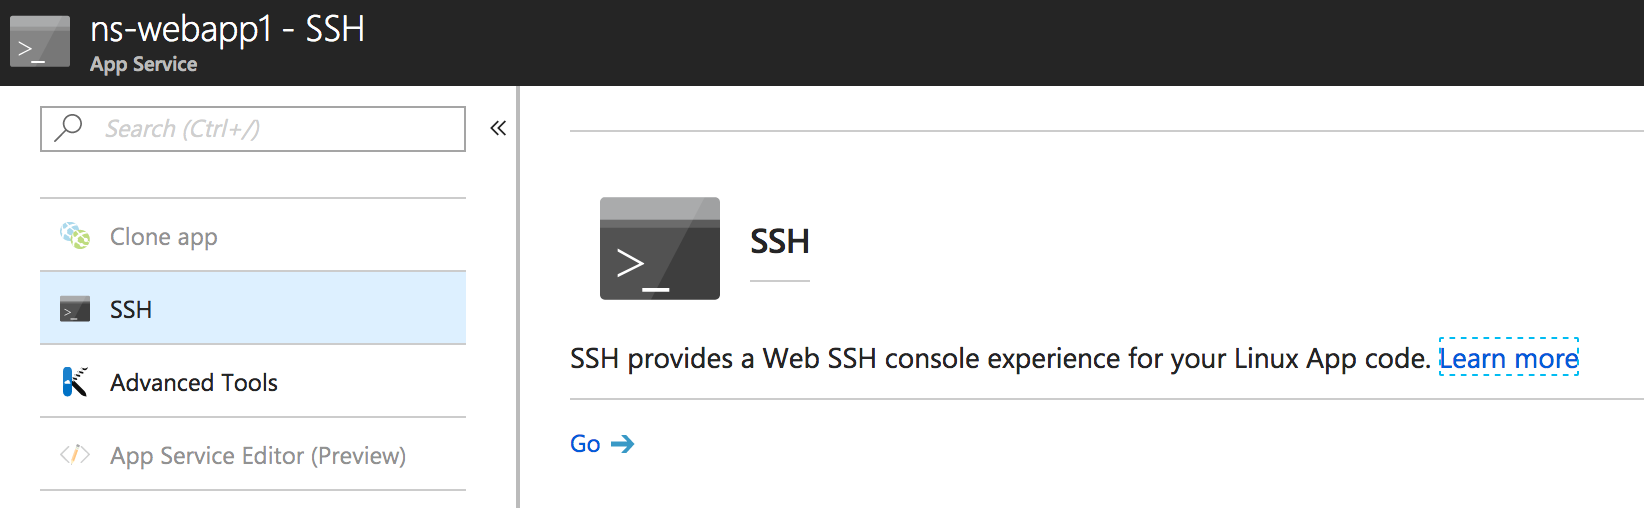 ns-webapp1 - SSH
App Service
Search (Ctrl+/)
Clone app
SSH
Advanced Tools
App Service Editor (Preview)
SSH
SSH provides a Web SSH console experience for your Linux App code. Learn more
Go